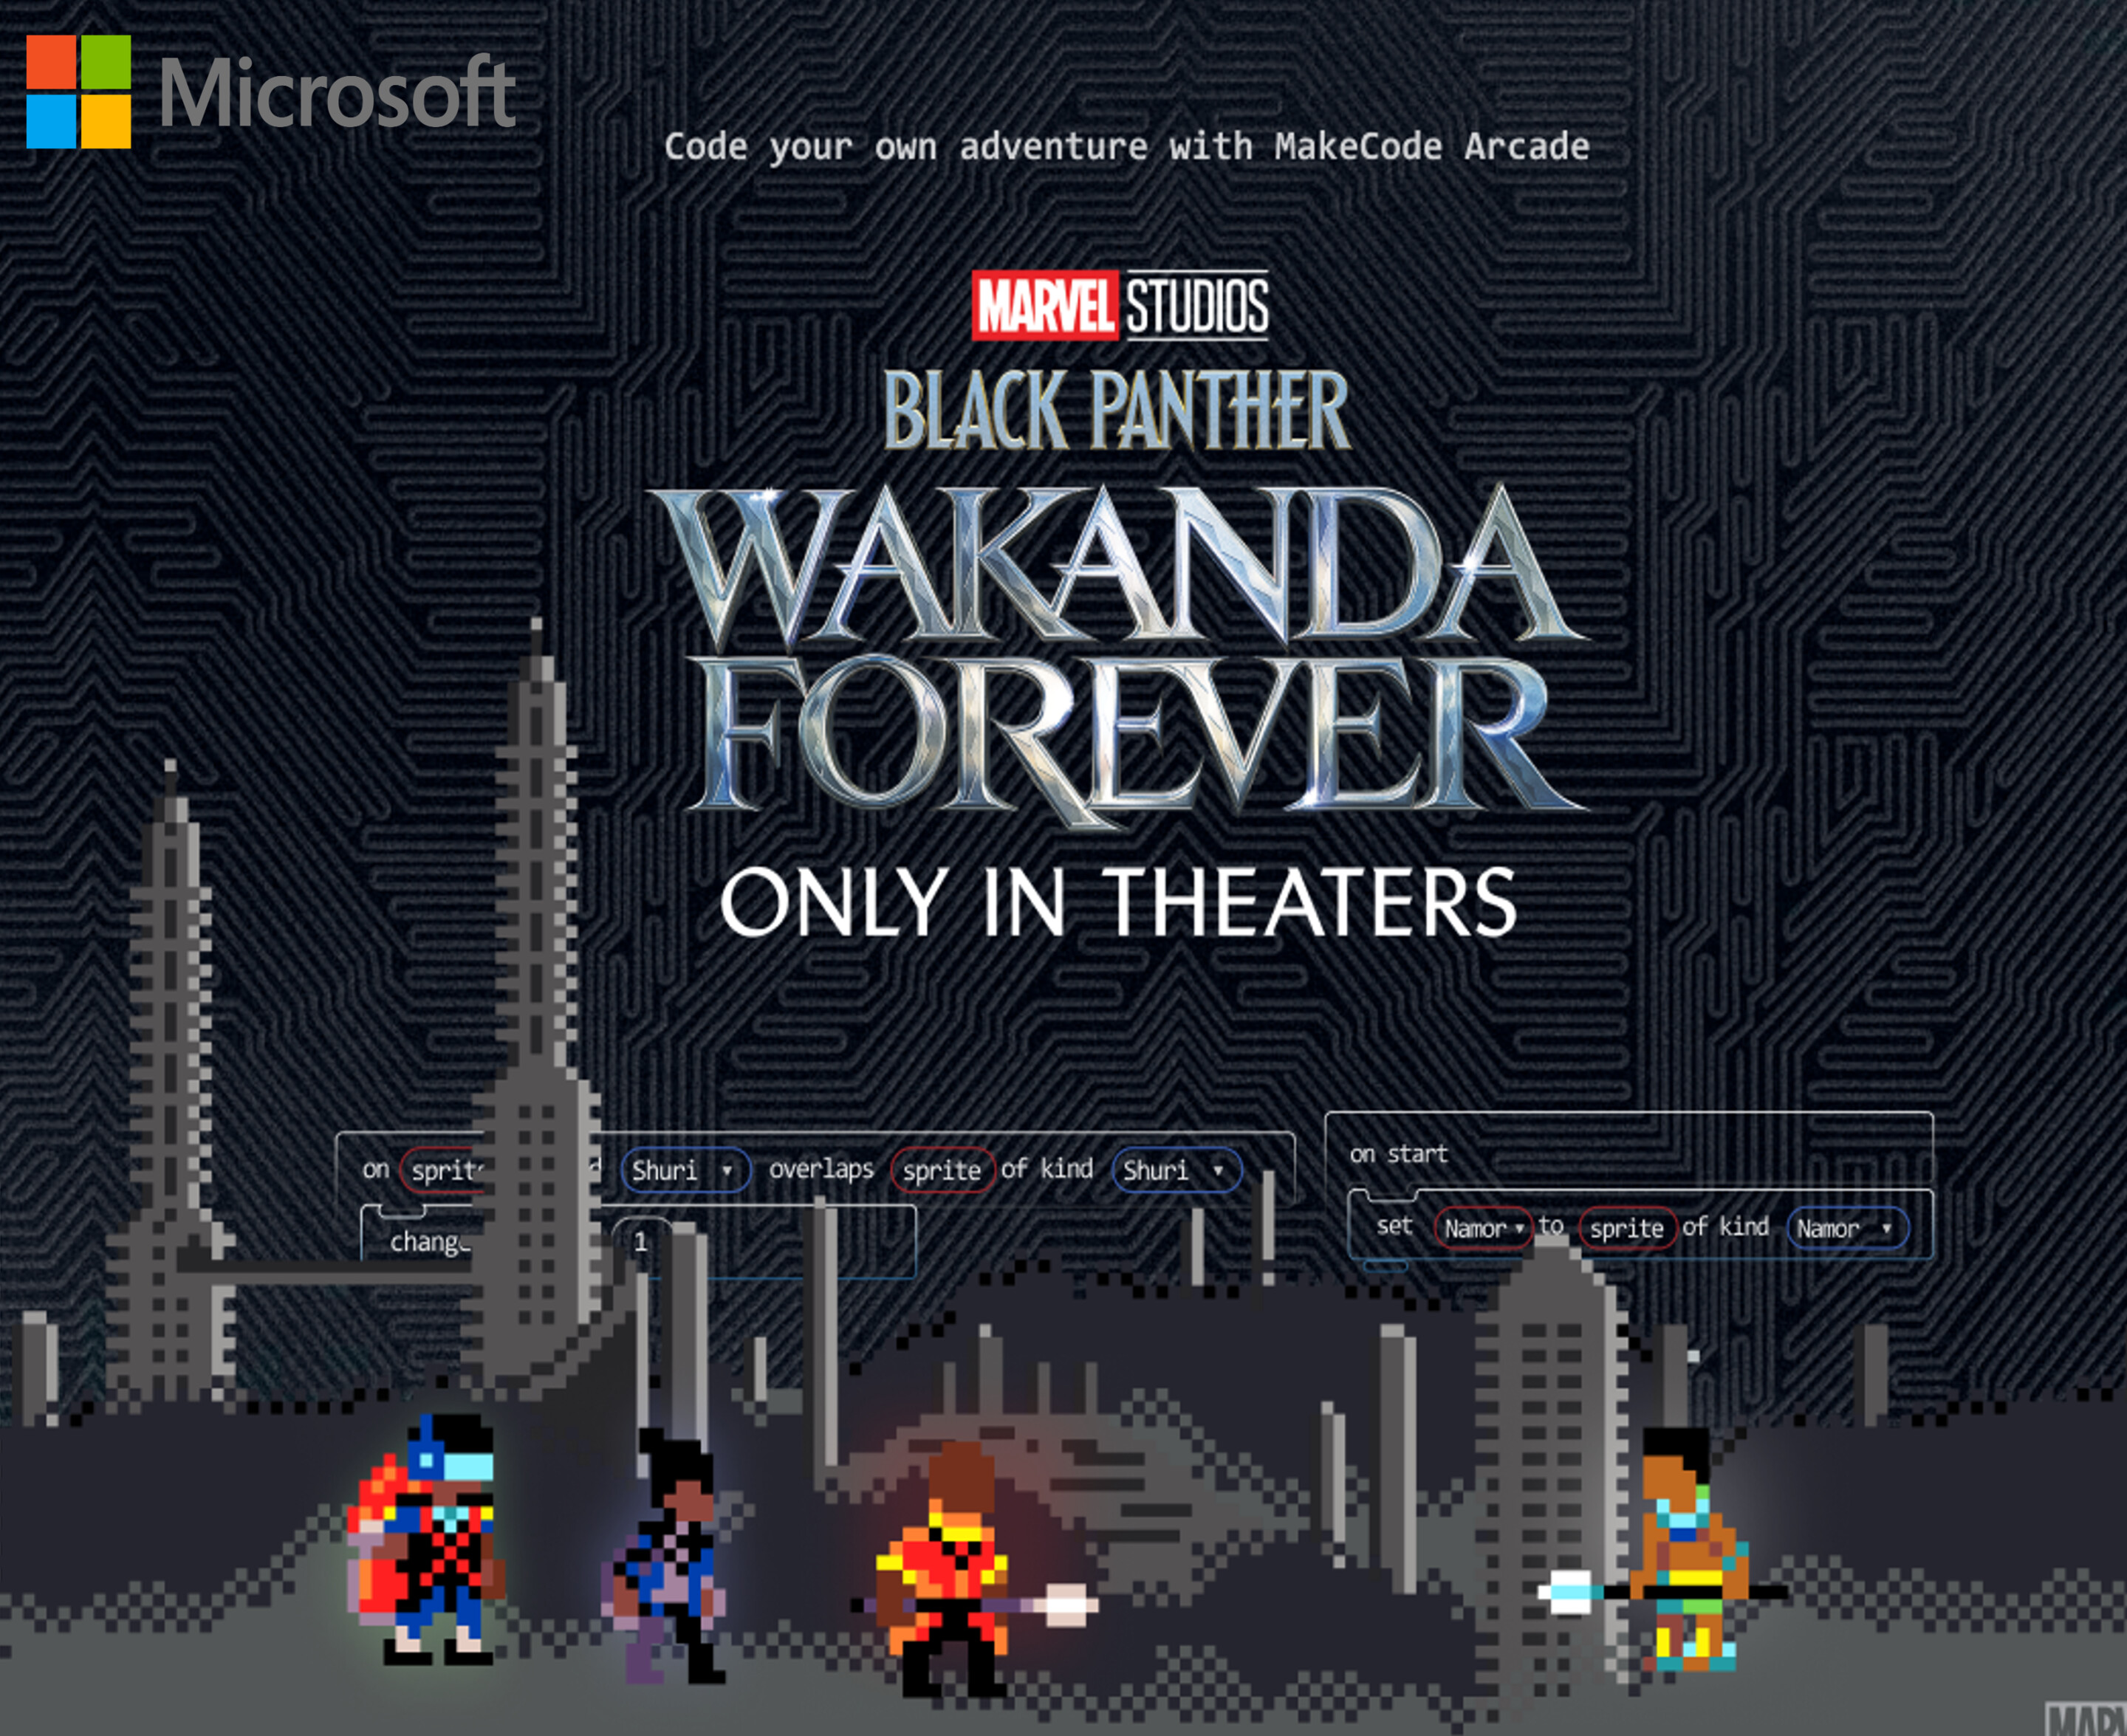 Microsoft
Code your own adventure with MakeCode Arcade
MARVEL STUDIOS
BLACK PANTHER
WAKANDA
FOREVER
ONLY IN THEATERS
on Shuri overlaps sprite of kind Shuri
1
on start
set Namor to sprite of kind Namor